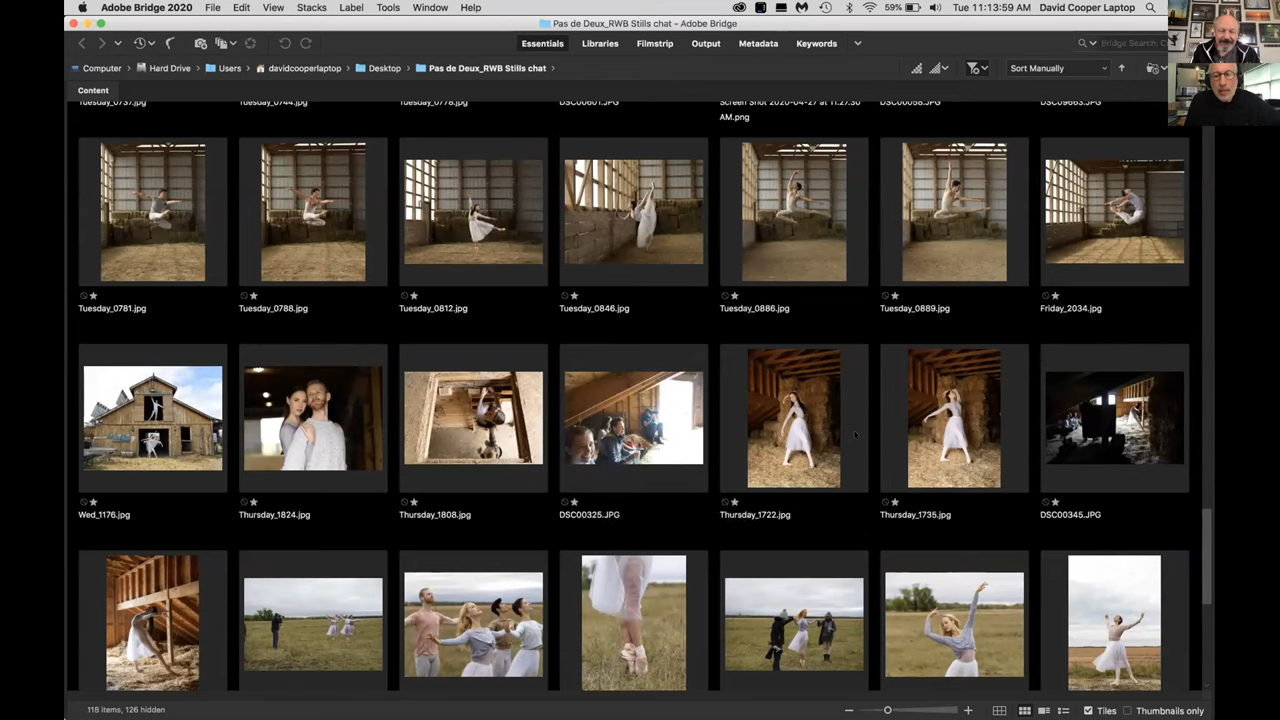 Adobe Bridge 2020 File Edit View Stacks Label Tools Window Help 59% Tue 11:13:59 AM David Cooper Laptop
Pas de Deux_RWB Stills chat - Adobe Bridge
Essentials Libraries Filmstrip Output Metadata Keywords Bridge Search:
Computer Hard Drive Users davidcooperlaptop Desktop Pas de Deux_RWB Stills chat Sort Manually
Content
Tuesday_0737.jpg Tuesday_0744.jpg Tuesday_0778.jpg DSC00601.JPG Screen Shot 2020-04-27 at 11.27.30 DSC00058.JPG DSC09663.JPG
AM.png
Tuesday_0781.jpg Tuesday_0788.jpg Tuesday_0812.jpg Tuesday_0846.jpg Tuesday_0886.jpg Tuesday_0889.jpg Friday_2034.jpg
Wed_1176.jpg Thursday_1824.jpg Thursday_1808.jpg DSC00325.JPG Thursday_1722.jpg Thursday_1735.jpg DSC00345.JPG
118 items, 126 hidden Tiles Thumbnails only